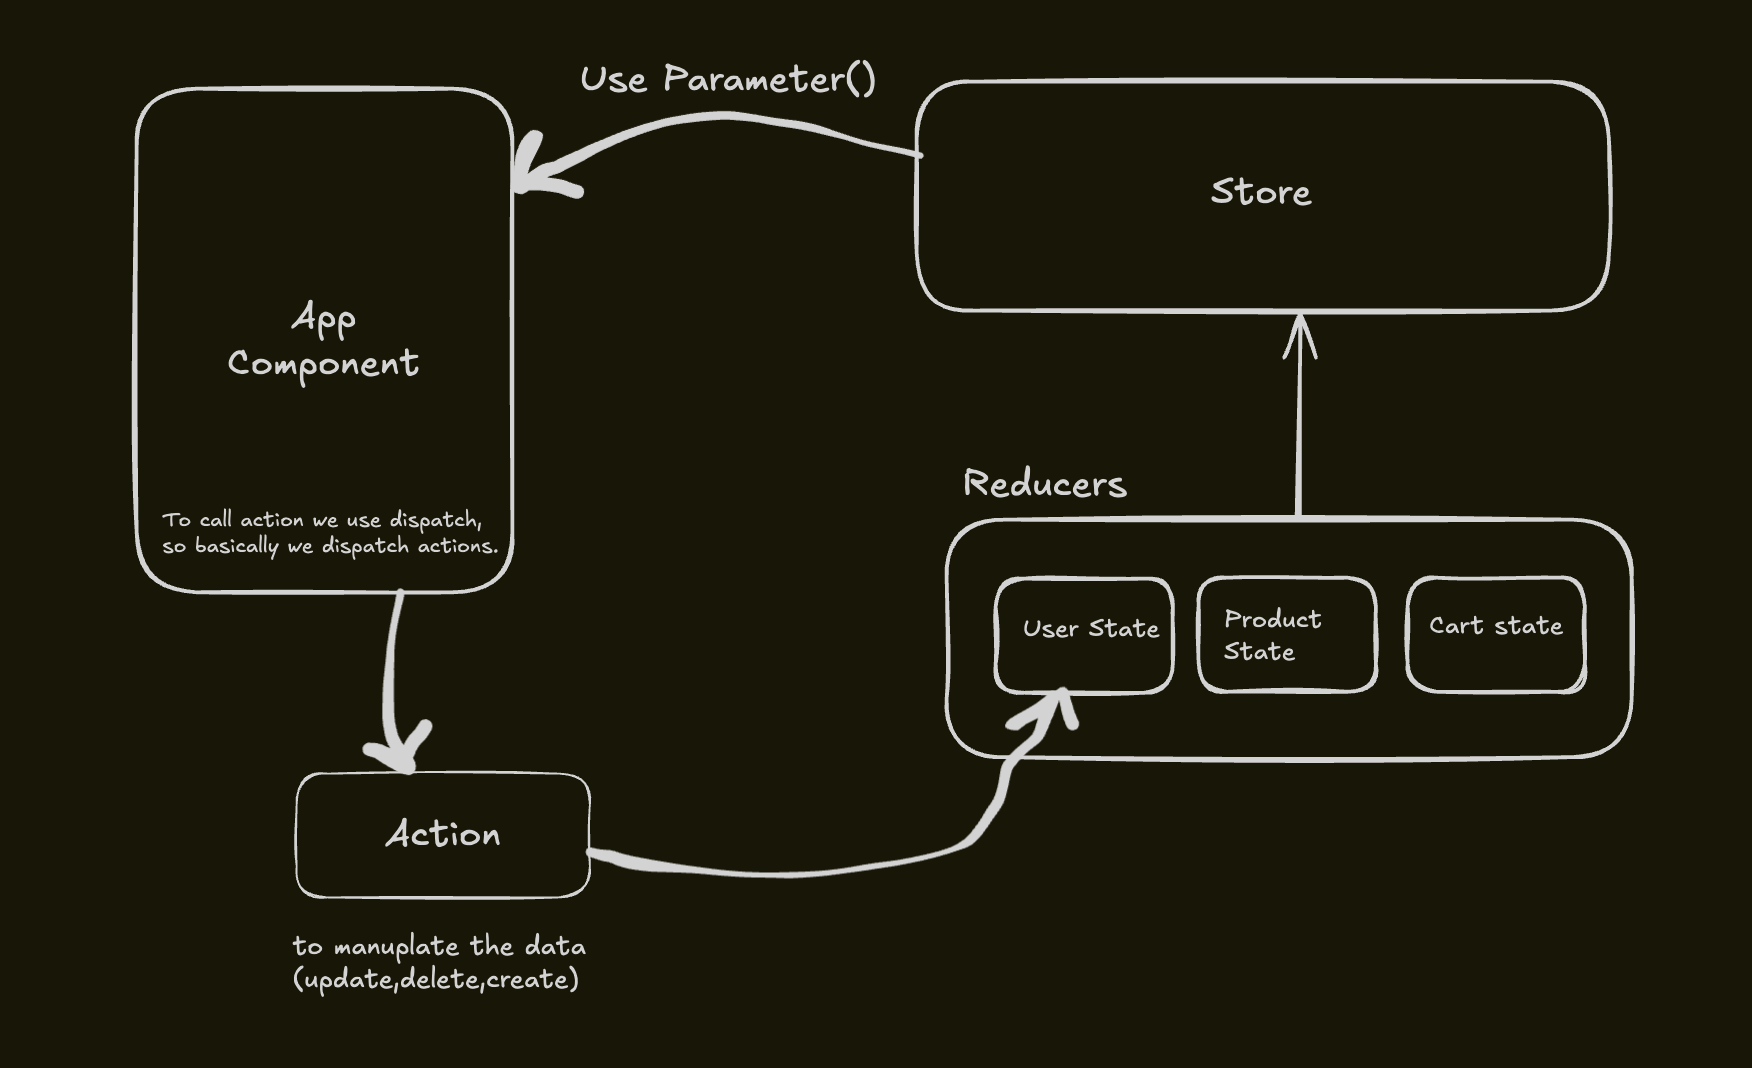 Use Parameter()
Store
App
Component
To call action we use dispatch,
so basically we dispatch actions.
Reducers
User State
Product
State
Cart state
Action
to manuplate the data
(update,delete,create)